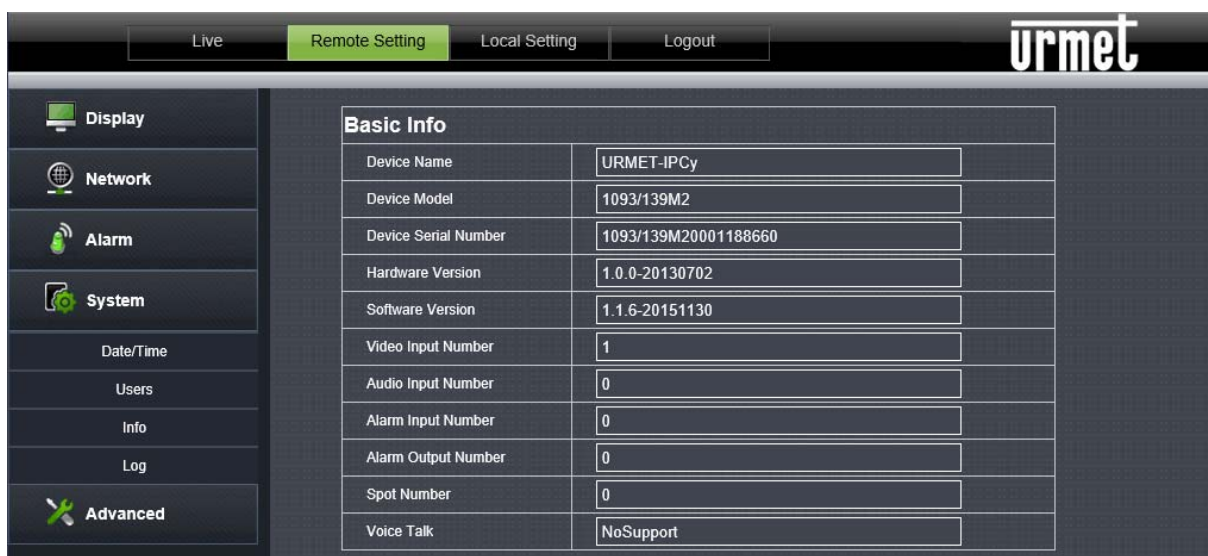 Live Remote Setting Local Setting Logout urmet
Display
Network
Alarm
System
Date/Time
Users
Info
Log
Advanced
Basic Info
Device Name URMET-IPCy
Device Model 1093/139M2
Device Serial Number 1093/139M20001188660
Hardware Version 1.0.0-20130702
Software Version 1.1.6-20151130
Video Input Number 1
Audio Input Number 0
Alarm Input Number 0
Alarm Output Number 0
Spot Number 0
Voice Talk NoSupport